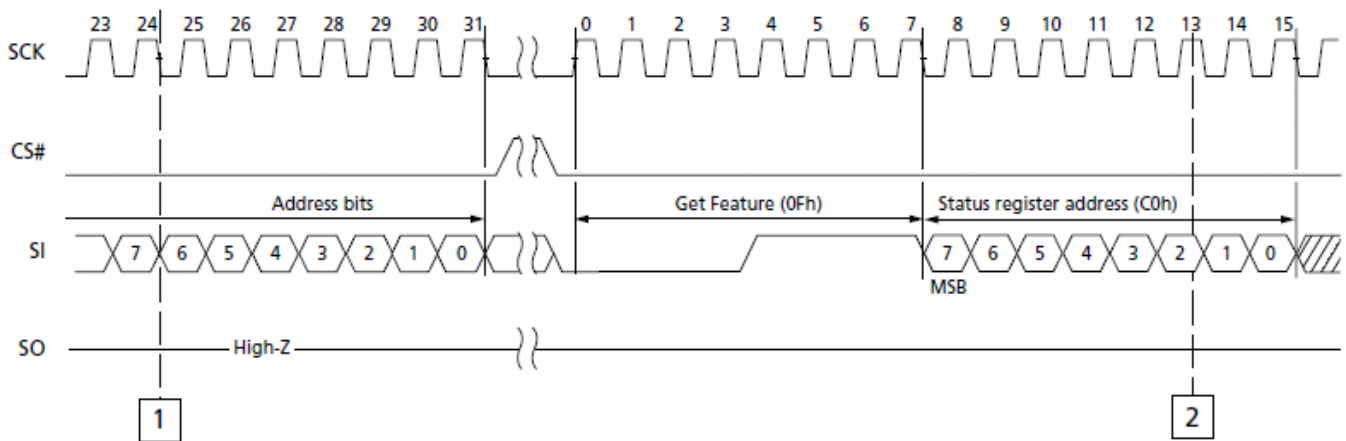 23 24 25 26 27 28 29 30 31 0 1 2 3 4 5 6 7 8 9 10 11 12 13 14 15
SCK
CS#
Address bits Get Feature (0Fh) Status register address (C0h)
SI 7 6 5 4 3 2 1 0 7 6 5 4 3 2 1 0
MSB
SO High-Z
1 2